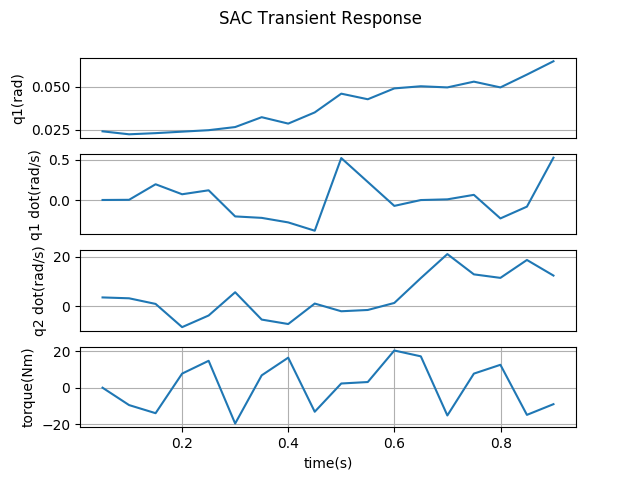 SAC Transient Response
q1(rad)
0.050
0.025
q1 dot(rad/s)
0.5
0.0
q2 dot(rad/s)
20
0
torque(Nm)
20
0
−20
0.2 0.4 0.6 0.8
time(s)